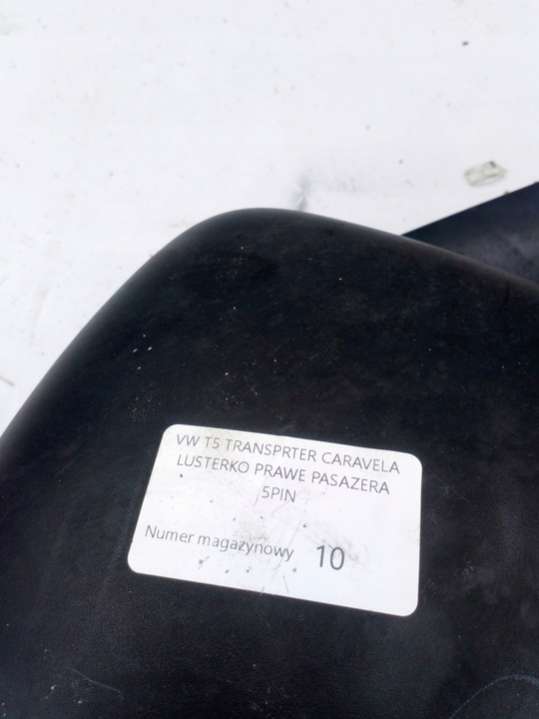 VW T5 TRANSPRTER CARAVELA
LUSTERKO PRAWE PASAZERA
5PIN
Numer magazynowy 10